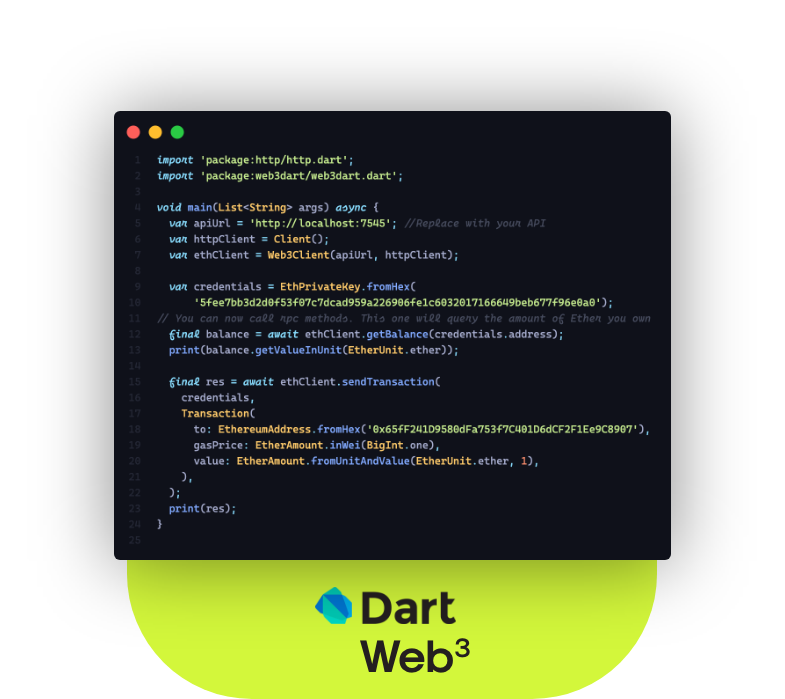 1 import 'package:http/http.dart';
2 import 'package:web3dart/web3dart.dart';
3
4 void main(List<String> args) async {
5 var apiUrl = 'http://localhost:7545'; //Replace with your API
6 var httpClient = Client();
7 var ethClient = Web3Client(apiUrl, httpClient);
8
9 var credentials = EthPrivateKey.fromHex(
10 '5fee7bb3d2d0f53f07c7dcad959a226906fe1c6032017166649beb677f96e0a0');
11 // You can now call rpc methods. This one will query the amount of Ether you own
12 final balance = await ethClient.getBalance(credentials.address);
13 print(balance.getValueInUnit(EtherUnit.ether));
14
15 final res = await ethClient.sendTransaction(
16 credentials,
17 Transaction(
18 to: EthereumAddress.fromHex('0x65fF241D9580dFa753f7C401D6dCF2F1Ee9C8907'),
19 gasPrice: EtherAmount.inWei(BigInt.one),
20 value: EtherAmount.fromUnitAndValue(EtherUnit.ether, 1),
21 ),
22 );
23 print(res);
24 }
25
Dart
Web³